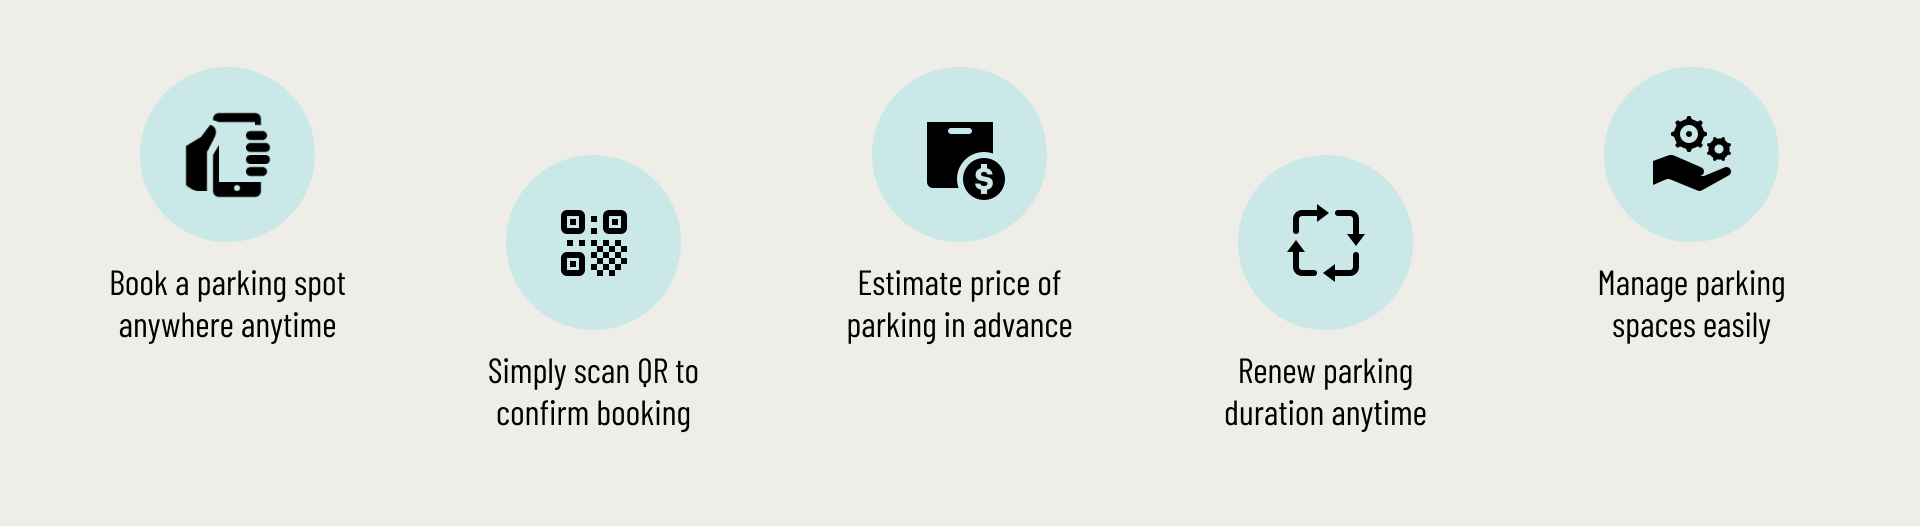 Book a parking spot
anywhere anytime
Simply scan QR to
confirm booking
Estimate price of
parking in advance
Renew parking
duration anytime
Manage parking
spaces easily